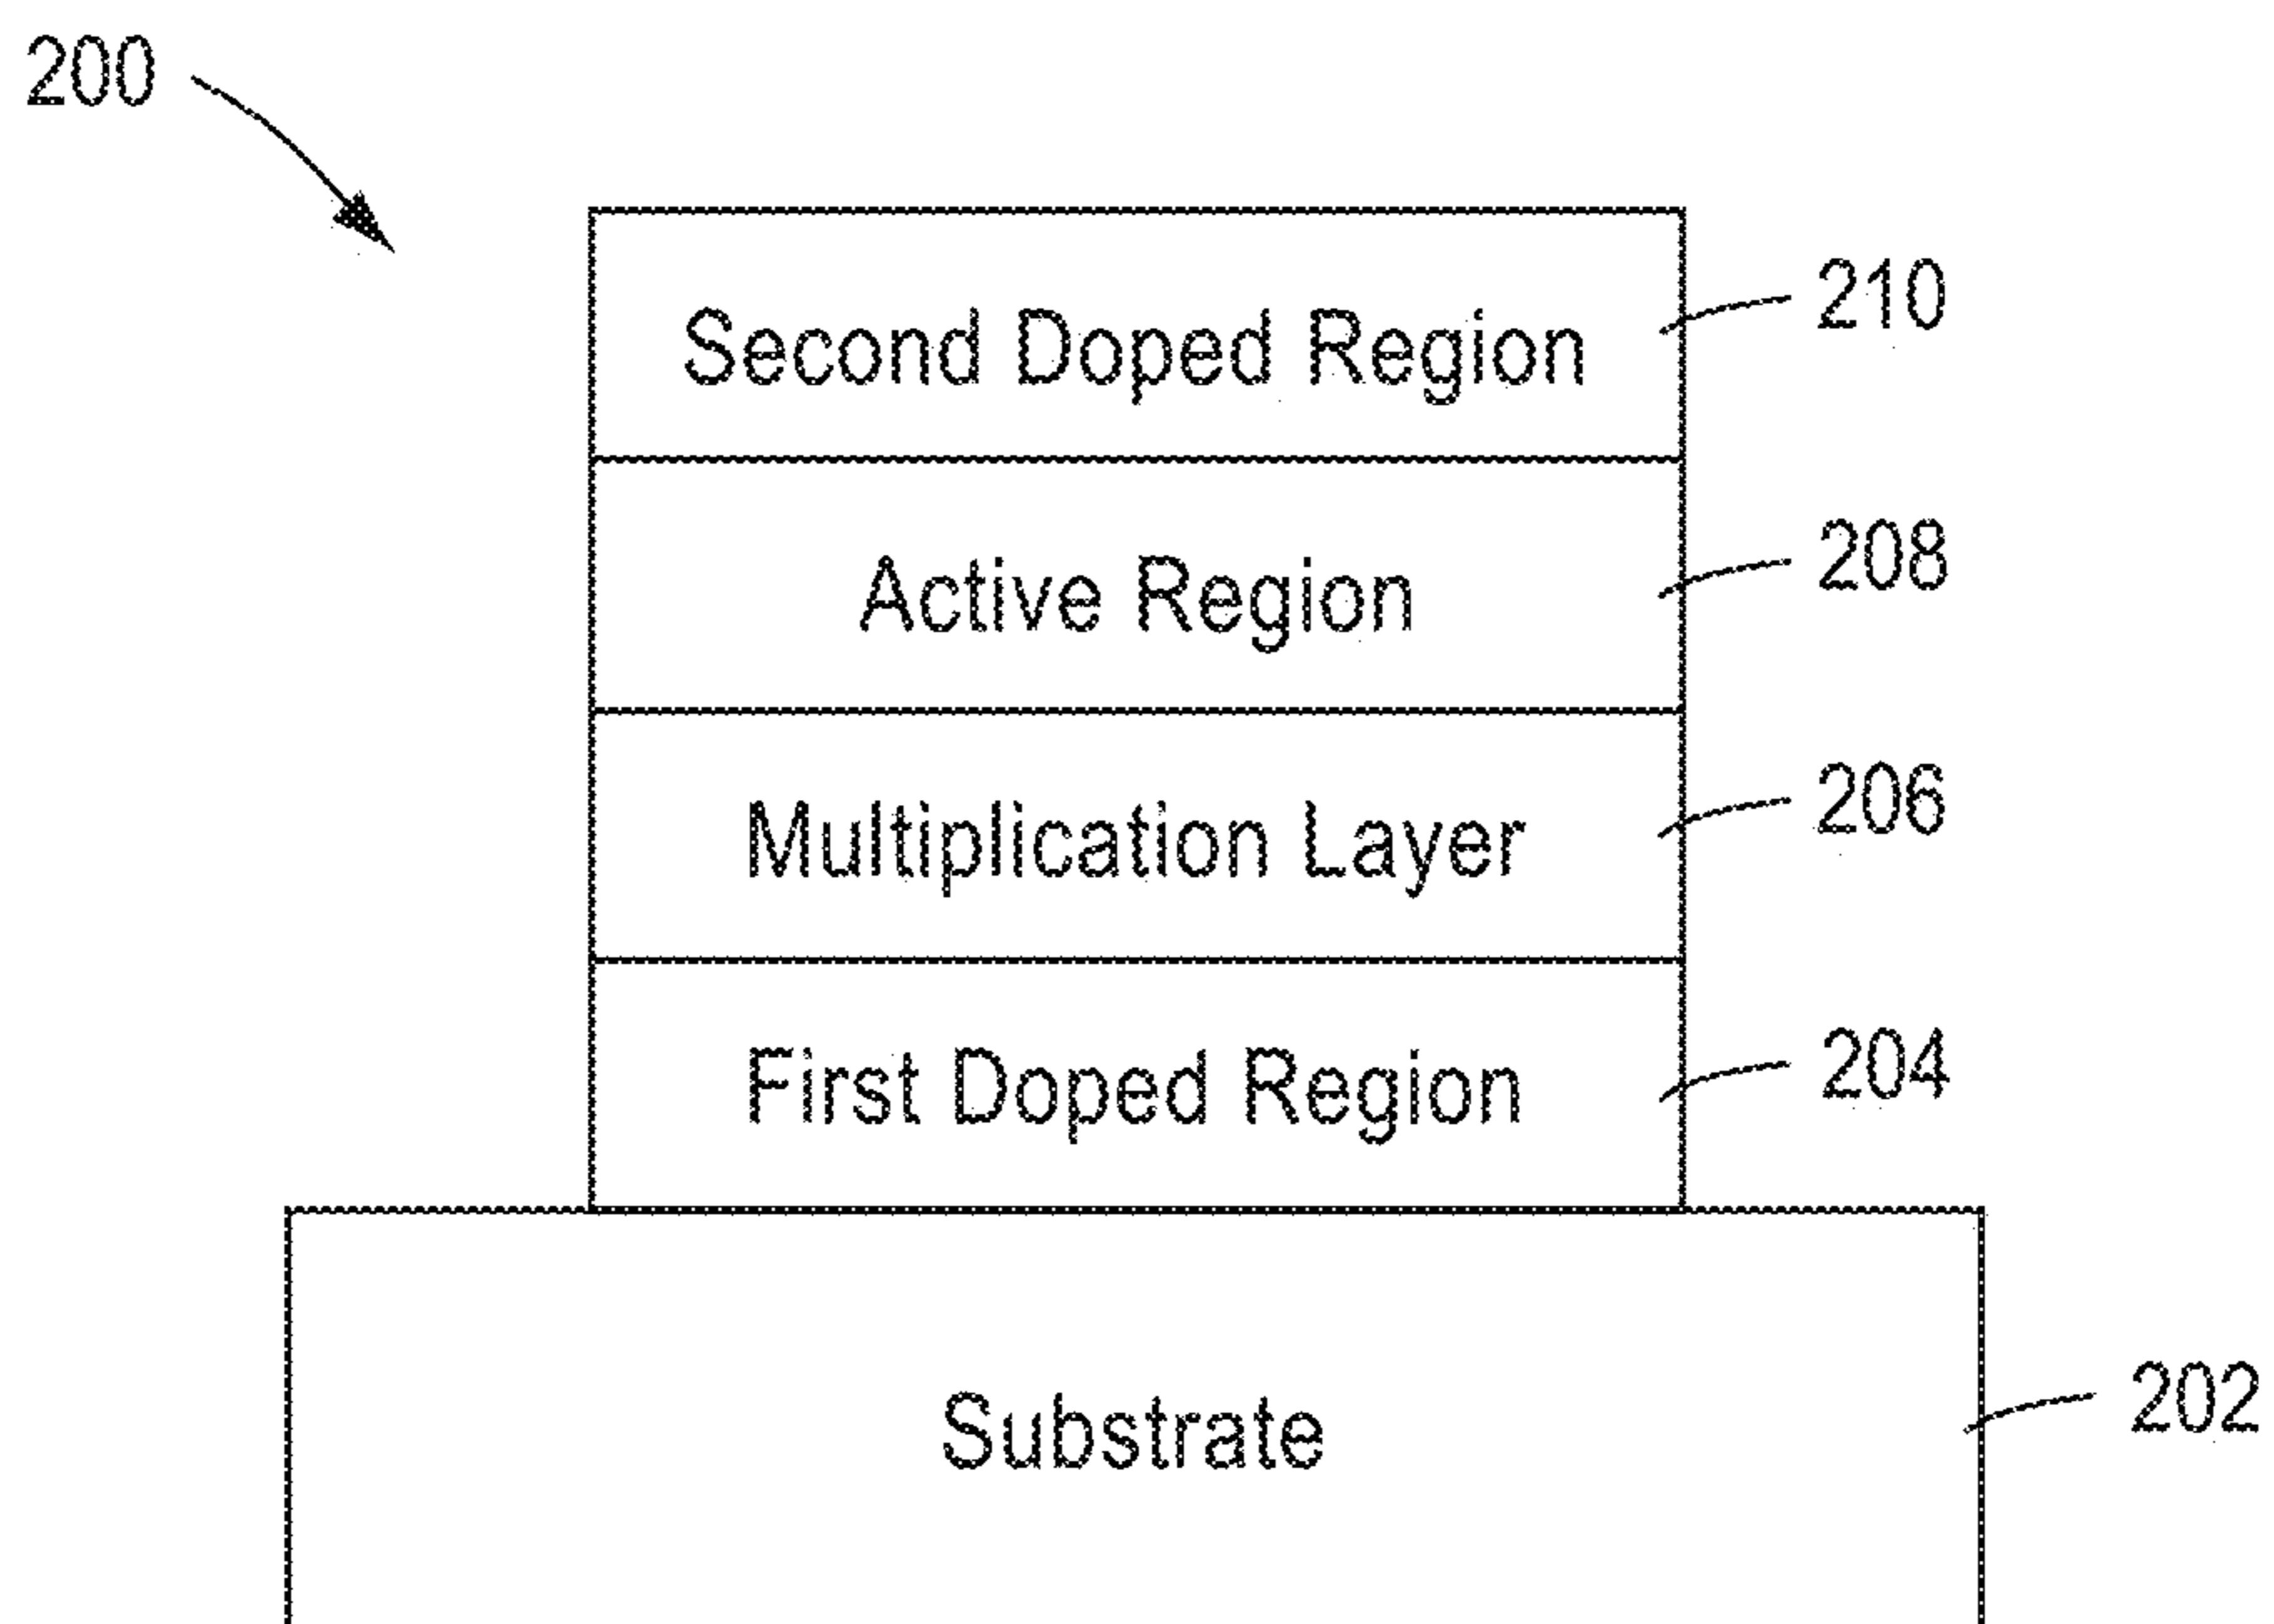 200
Second Doped Region
210
Active Region
208
Multiplication Layer
206
First Doped Region
204
Substrate
202